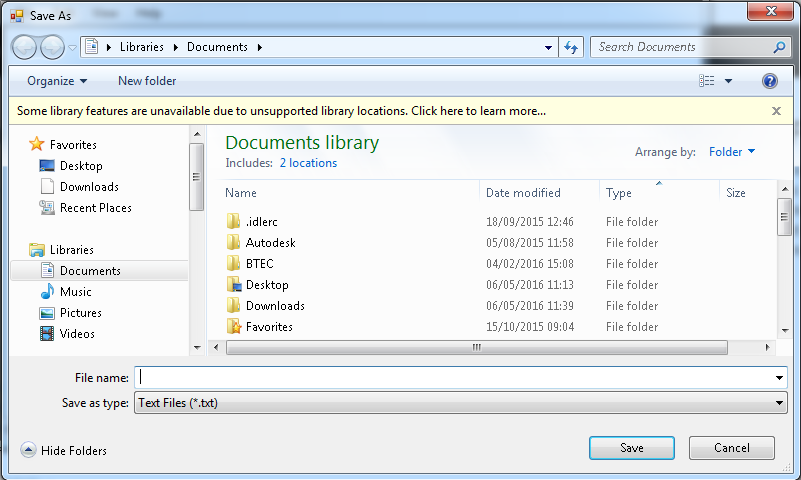 Save As
View Help
Libraries Documents
Search Documents
Organize New folder
Some library features are unavailable due to unsupported library locations. Click here to learn more...
Favorites
Desktop
Downloads
Recent Places
Libraries
Documents
Music
Pictures
Videos
Documents library
Includes: 2 locations
Arrange by: Folder
Name Date modified Type Size
.idlerc 18/09/2015 12:46 File folder
Autodesk 05/08/2015 11:58 File folder
BTEC 04/02/2016 15:08 File folder
Desktop 06/05/2016 11:13 File folder
Downloads 06/05/2016 11:39 File folder
Favorites 15/10/2015 09:04 File folder
File name:
Save as type: Text Files (*.txt)
Hide Folders
Save Cancel